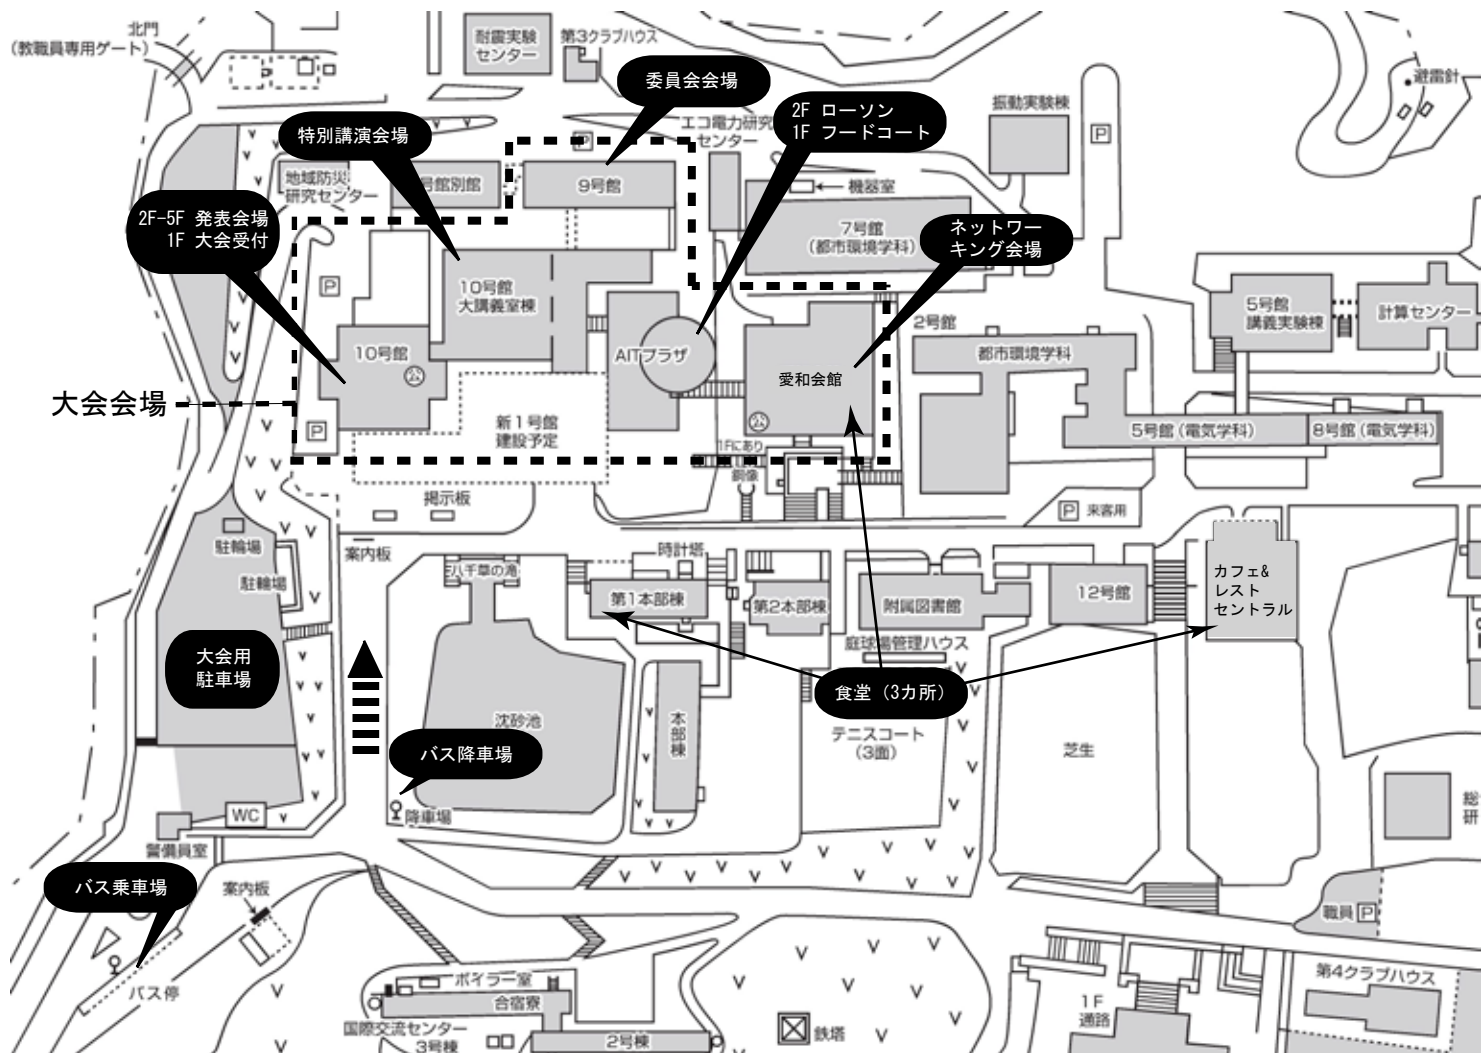 北門
(教職員専用ゲート)
耐震実験
センター
第3クラブハウス
委員会会場
2F ローソン
1F フードコート
エコ電力研究
センター
振動実験棟
避雷針
P
P
特別講演会場
地域防災
研究センター
号館別館
9号館
機器室
2F-5F 発表会場
1F 大会受付
7号館
(都市環境学科)
ネットワー
キング会場
P
10号館
大講義室棟
5号館
講義実験棟
計算センター
2号館
10号館
公
AITプラザ
愛和会館
都市環境学科
大会会場
P
新1号館
建設予定
公
1Fにあり
銅像
5号館(電気学科)
8号館(電気学科)
掲示板
P 来客用
駐輪場
案内板
時計塔
駐輪場
八千草の滝
第1本部棟
第2本部棟
附属図書館
12号館
カフェ&
レスト
セントラル
庭球場管理ハウス
大会用
駐車場
食堂（3カ所）
沈砂池
本部棟
テニスコート
(3面)
芝生
バス降車場
降車場
WC
総
研
警備員室
バス乗車場
案内板
職員 P
バス停
ボイラー室
合宿寮
国際交流センター
3号棟
2号棟
鉄塔
1F
通路
第4クラブハウス